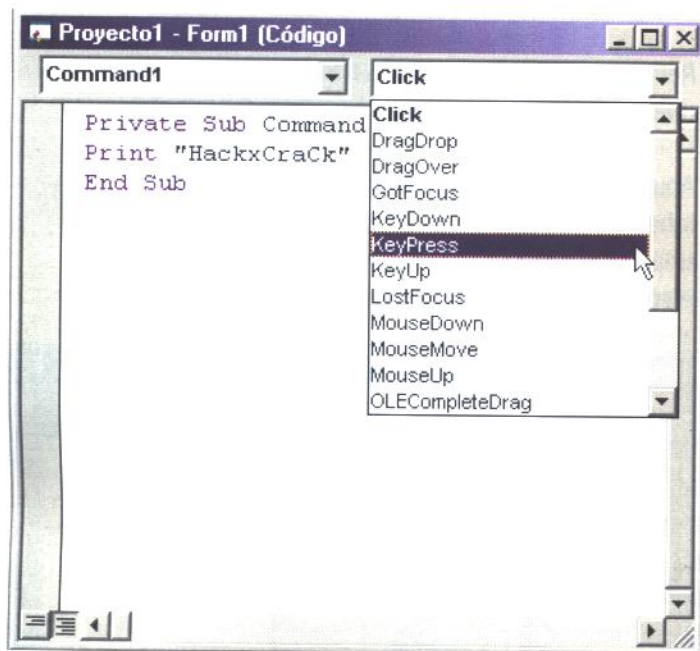 Proyecto1 - Form1 (Código)
Command1
Click
Private Sub Command
Print "HackxCraCk"
End Sub
Click
DragDrop
DragOver
GotFocus
KeyDown
KeyPress
KeyUp
LostFocus
MouseDown
MouseMove
MouseUp
OLECompleteDrag